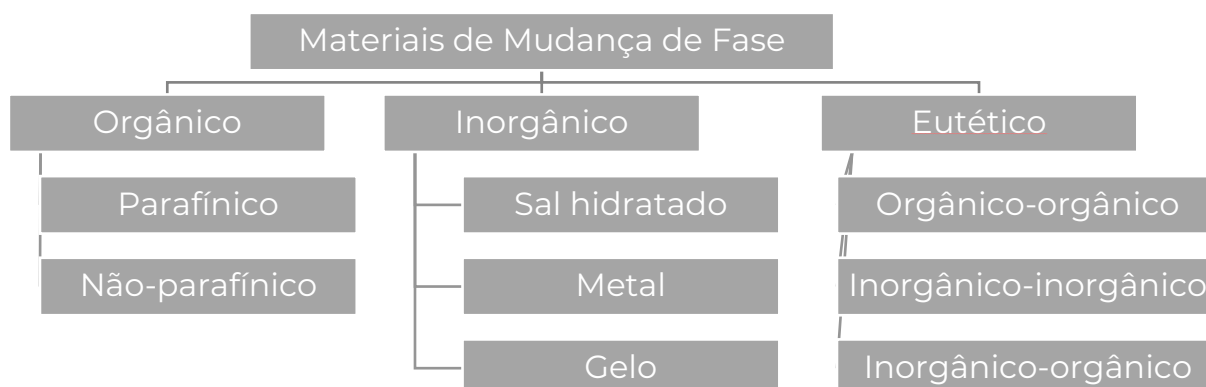 Materiais de Mudança de Fase
Orgânico
Inorgânico
Eutético
Parafínico
Sal hidratado
Orgânico-orgânico
Não-parafínico
Metal
Inorgânico-inorgânico
Gelo
Inorgânico-orgânico